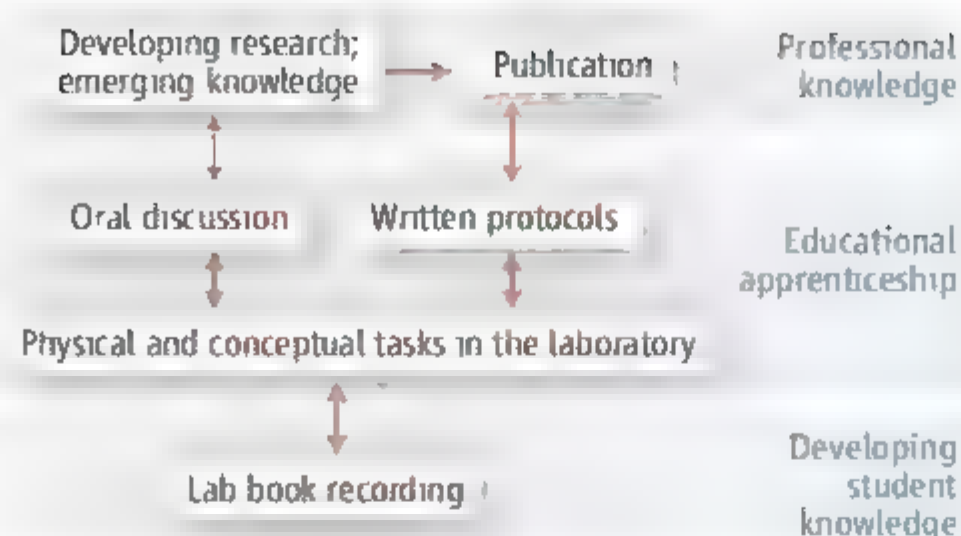 Developing research;
emerging knowledge
Publication
Professional
knowledge
Oral discussion
Written protocols
Educational
apprenticeship
Physical and conceptual tasks in the laboratory
Lab book recording
Developing
student
knowledge